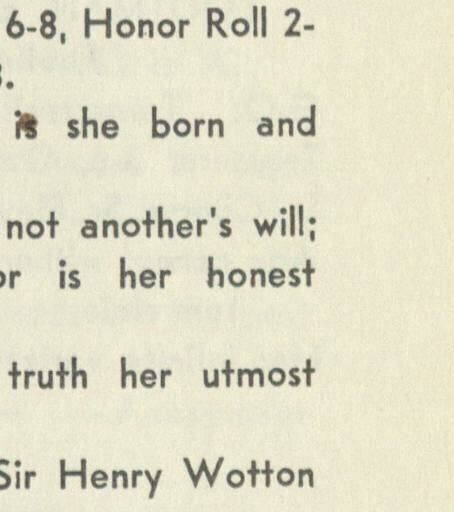 6-8, Honor Roll 2-
.
is she born and
not another's will;
or is her honest
truth her utmost
Sir Henry Wotton